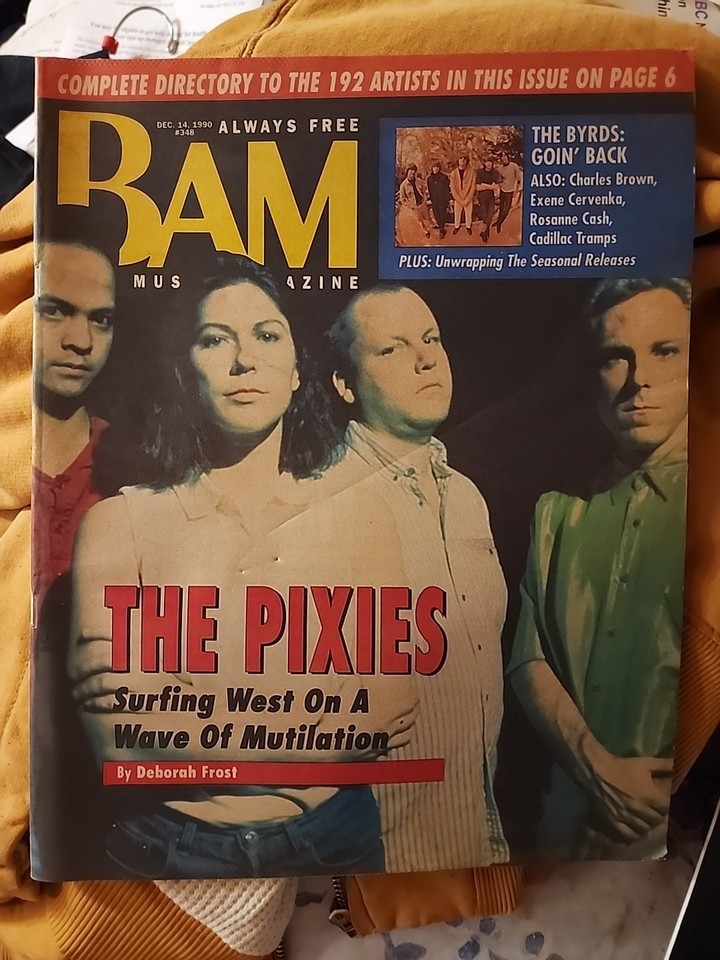 COMPLETE DIRECTORY TO THE 192 ARTISTS IN THIS ISSUE ON PAGE 6
DEC. 14, 1990
#348
ALWAYS FREE
BAM
MUS AZINE
THE BYRDS:
GOIN' BACK
ALSO: Charles Brown,
Exene Cervenka,
Rosanne Cash,
Cadillac Tramps
PLUS: Unwrapping The Seasonal Releases
THE PIXIES
Surfing West On A
Wave Of Mutilation
By Deborah Frost